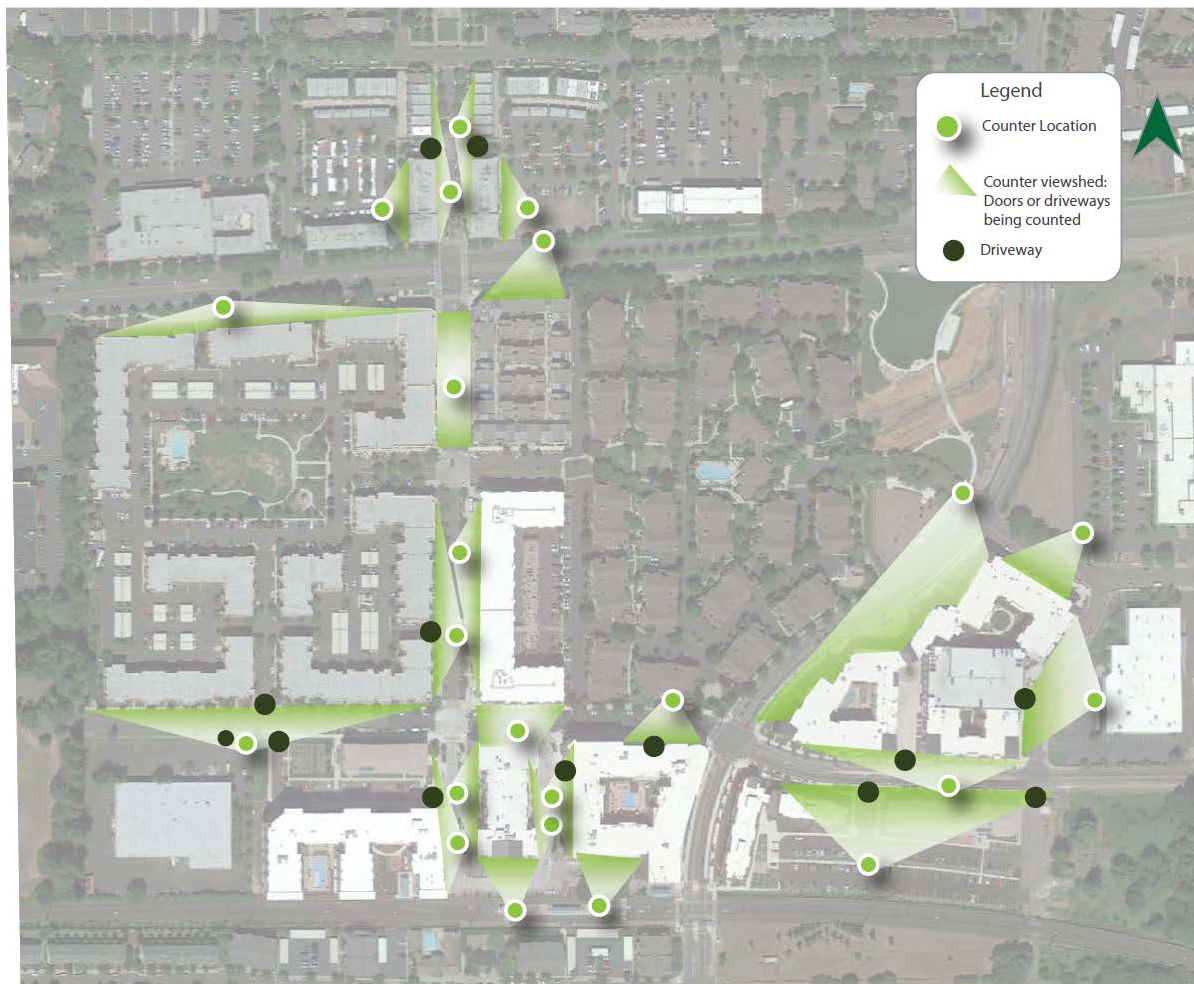 Legend
Counter Location
Counter viewshed:
Doors or driveways
being counted
Driveway